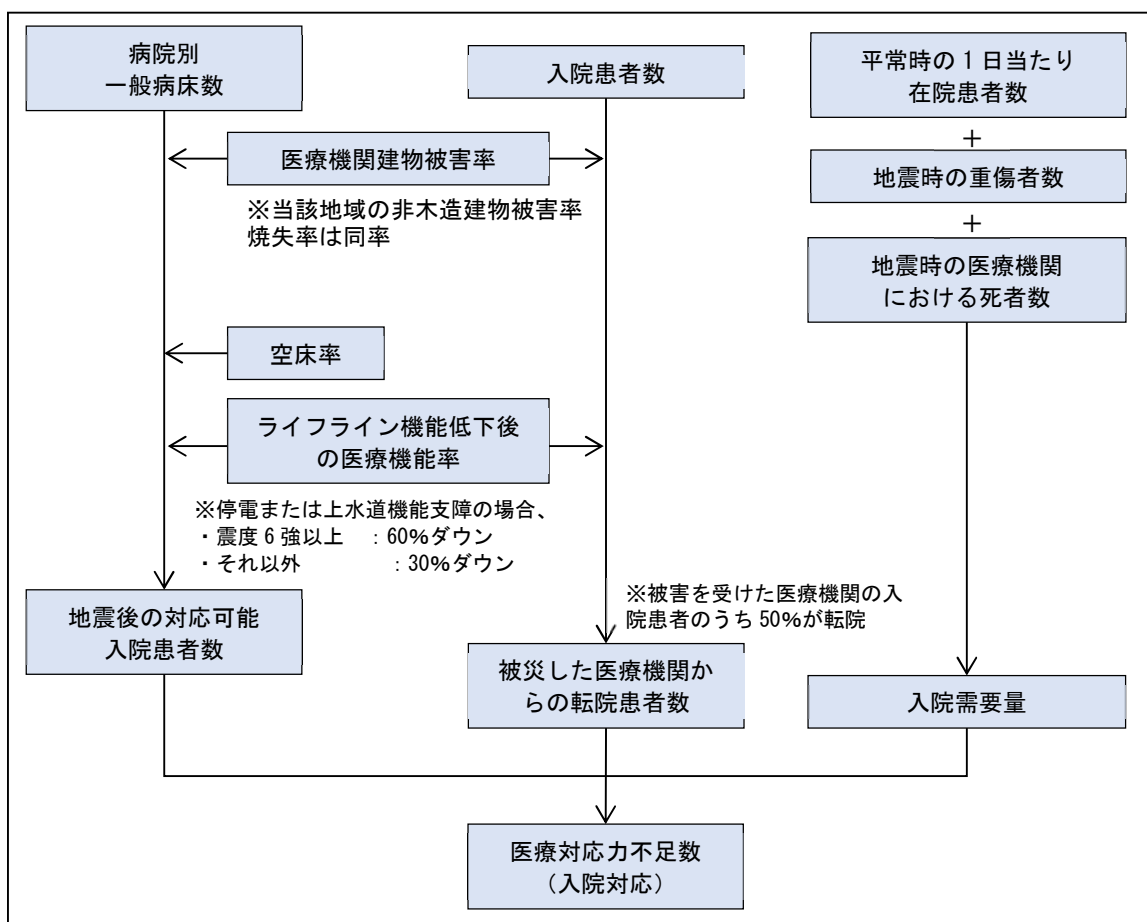 病院別
一般病床数
入院患者数
平常時の1日当たり
在院患者数
+
地震時の重傷者数
+
地震時の医療機関
における死者数
医療機関建物被害率
※当該地域の非木造建物被害率
焼失率は同率
空床率
ライフライン機能低下後
の医療機能率
※停電または上水道機能支障の場合、
・震度6強以上 :60%ダウン
・それ以外 :30%ダウン
※被害を受けた医療機関の入
院患者のうち50%が転院
地震後の対応可能
入院患者数
被災した医療機関か
らの転院患者数
入院需要量
医療対応力不足数
(入院対応)